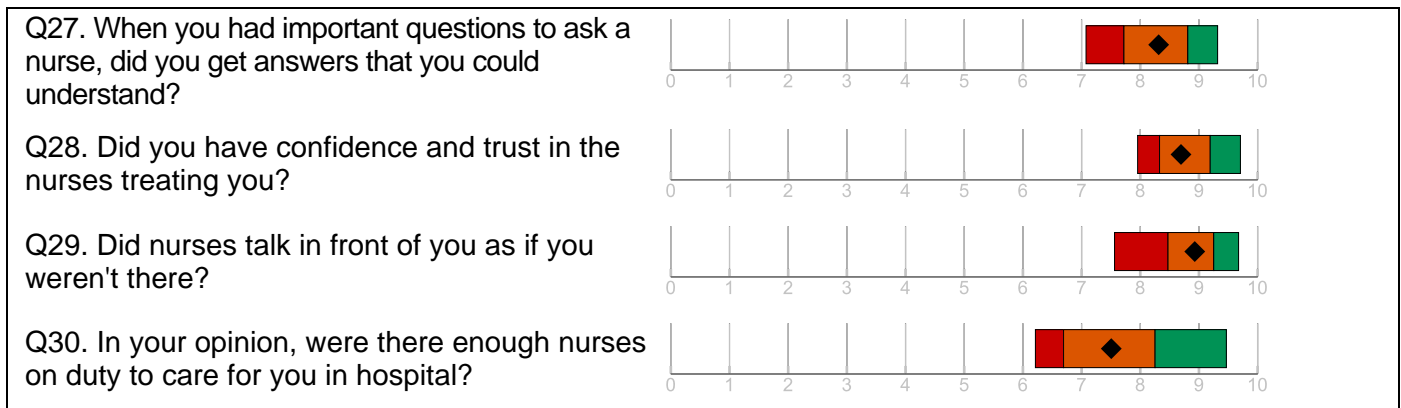 Q27. When you had important questions to ask a
nurse, did you get answers that you could
understand?
0 1 2 3 4 5 6 7 8 9 10
Q28. Did you have confidence and trust in the
nurses treating you?
0 1 2 3 4 5 6 7 8 9 10
Q29. Did nurses talk in front of you as if you
weren't there?
0 1 2 3 4 5 6 7 8 9 10
Q30. In your opinion, were there enough nurses
on duty to care for you in hospital?
0 1 2 3 4 5 6 7 8 9 10